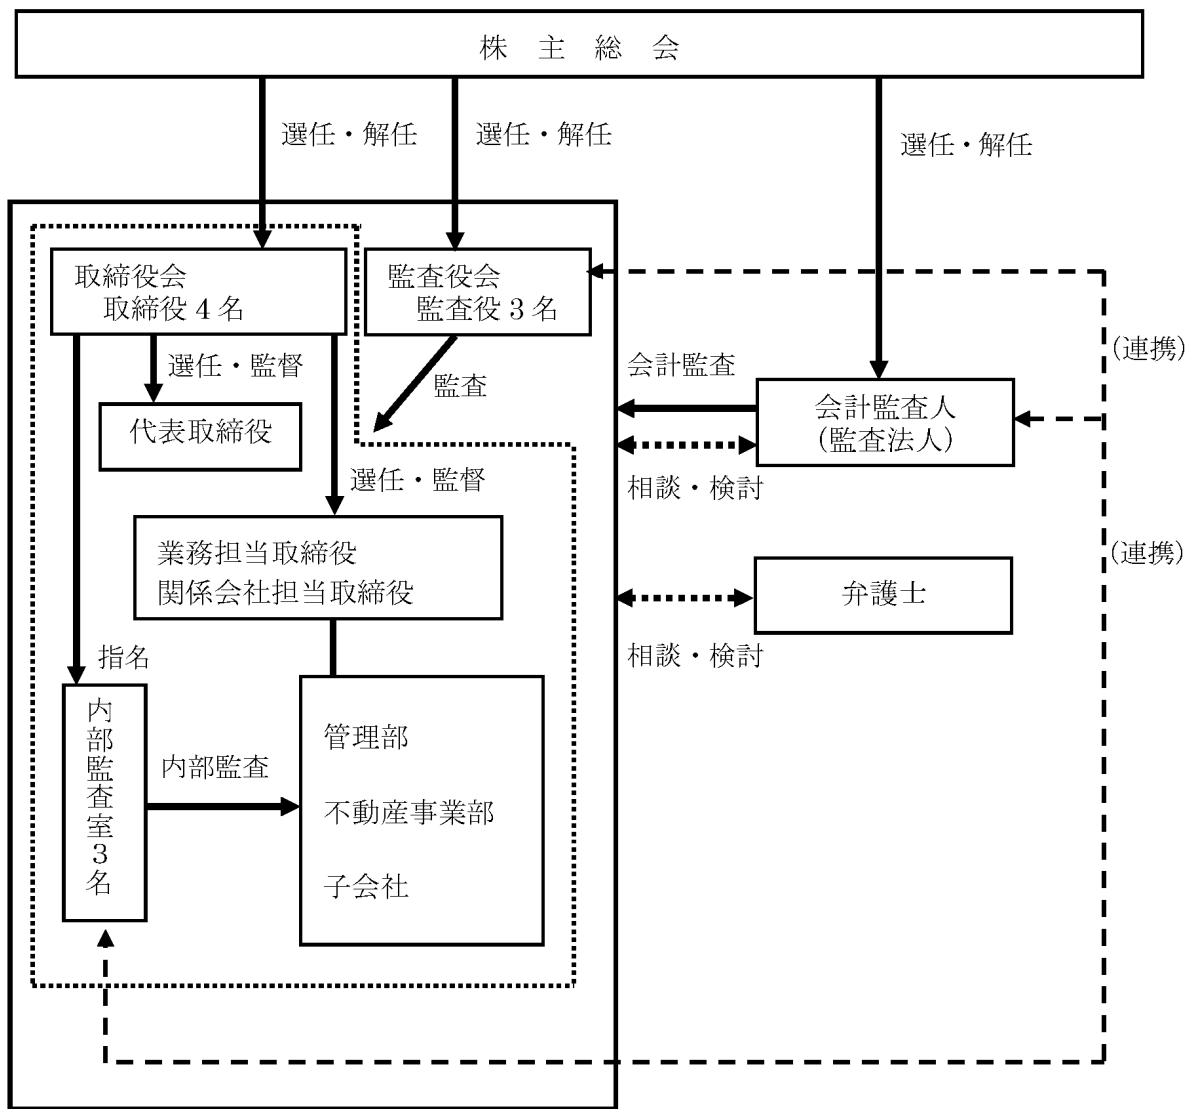 株主総会
選任・解任
選任・解任
選任・解任
取締役会
取締役4名
監査役会
監査役3名
(連携)
選任・監督
監査
会計監査
会計監査人
(監査法人)
代表取締役
選任・監督
相談・検討
業務担当取締役
関係会社担当取締役
(連携)
弁護士
相談・検討
指名
内部監査室3名
内部監査
管理部
不動産事業部
子会社